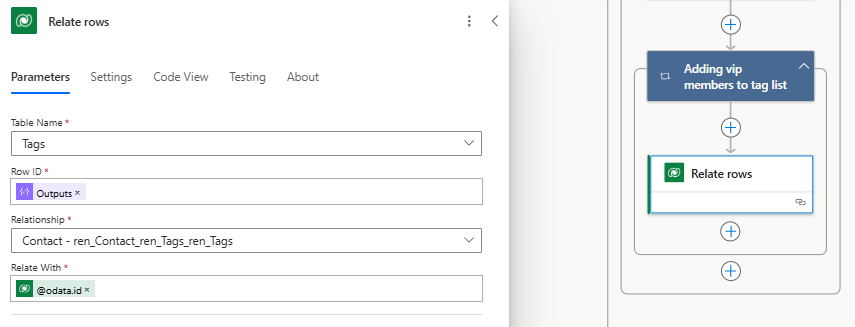 Relate rows
Parameters
Settings
Code View
Testing
About
Table Name *
Tags
Row ID *
Outputs ×
Relationship *
Contact - ren_Contact_ren_Tags_ren_Tags
Relate With *
@odata.id ×
Adding vip
members to tag list
Relate rows